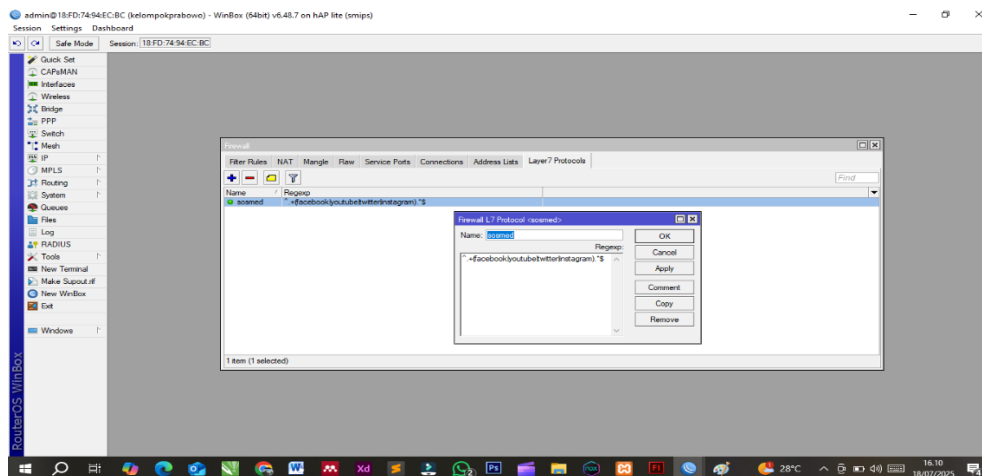 admin@18:FD:74:94:EC:BC (kelompokprabowo) - WinBox (64bit) v6.48.7 on hAP lite (smips)
Session Settings Dashboard
Safe Mode Session: 18:FD:74:94:EC:BC
Quick Set
CAPsMAN
Interfaces
Wireless
Bridge
PPP
Switch
Mesh
IP
MPLS
Routing
System
Queues
Files
Log
RADIUS
Tools
New Terminal
Make Supout.rif
New WinBox
Exit
Windows
RouterOS WinBox
Firewall
Filter Rules NAT Mangle Raw Service Ports Connections Address Lists Layer7 Protocols
Find
Name Regexp
sosmed ^.+(facebook|youtube|twitter|instagram).*$
Firewall L7 Protocol <sosmed>
Name: sosmed
Regexp:
^.+(facebook|youtube|twitter|instagram).*$
OK
Cancel
Apply
Comment
Copy
Remove
1 item (1 selected)
28°C
16.10
18/07/2025